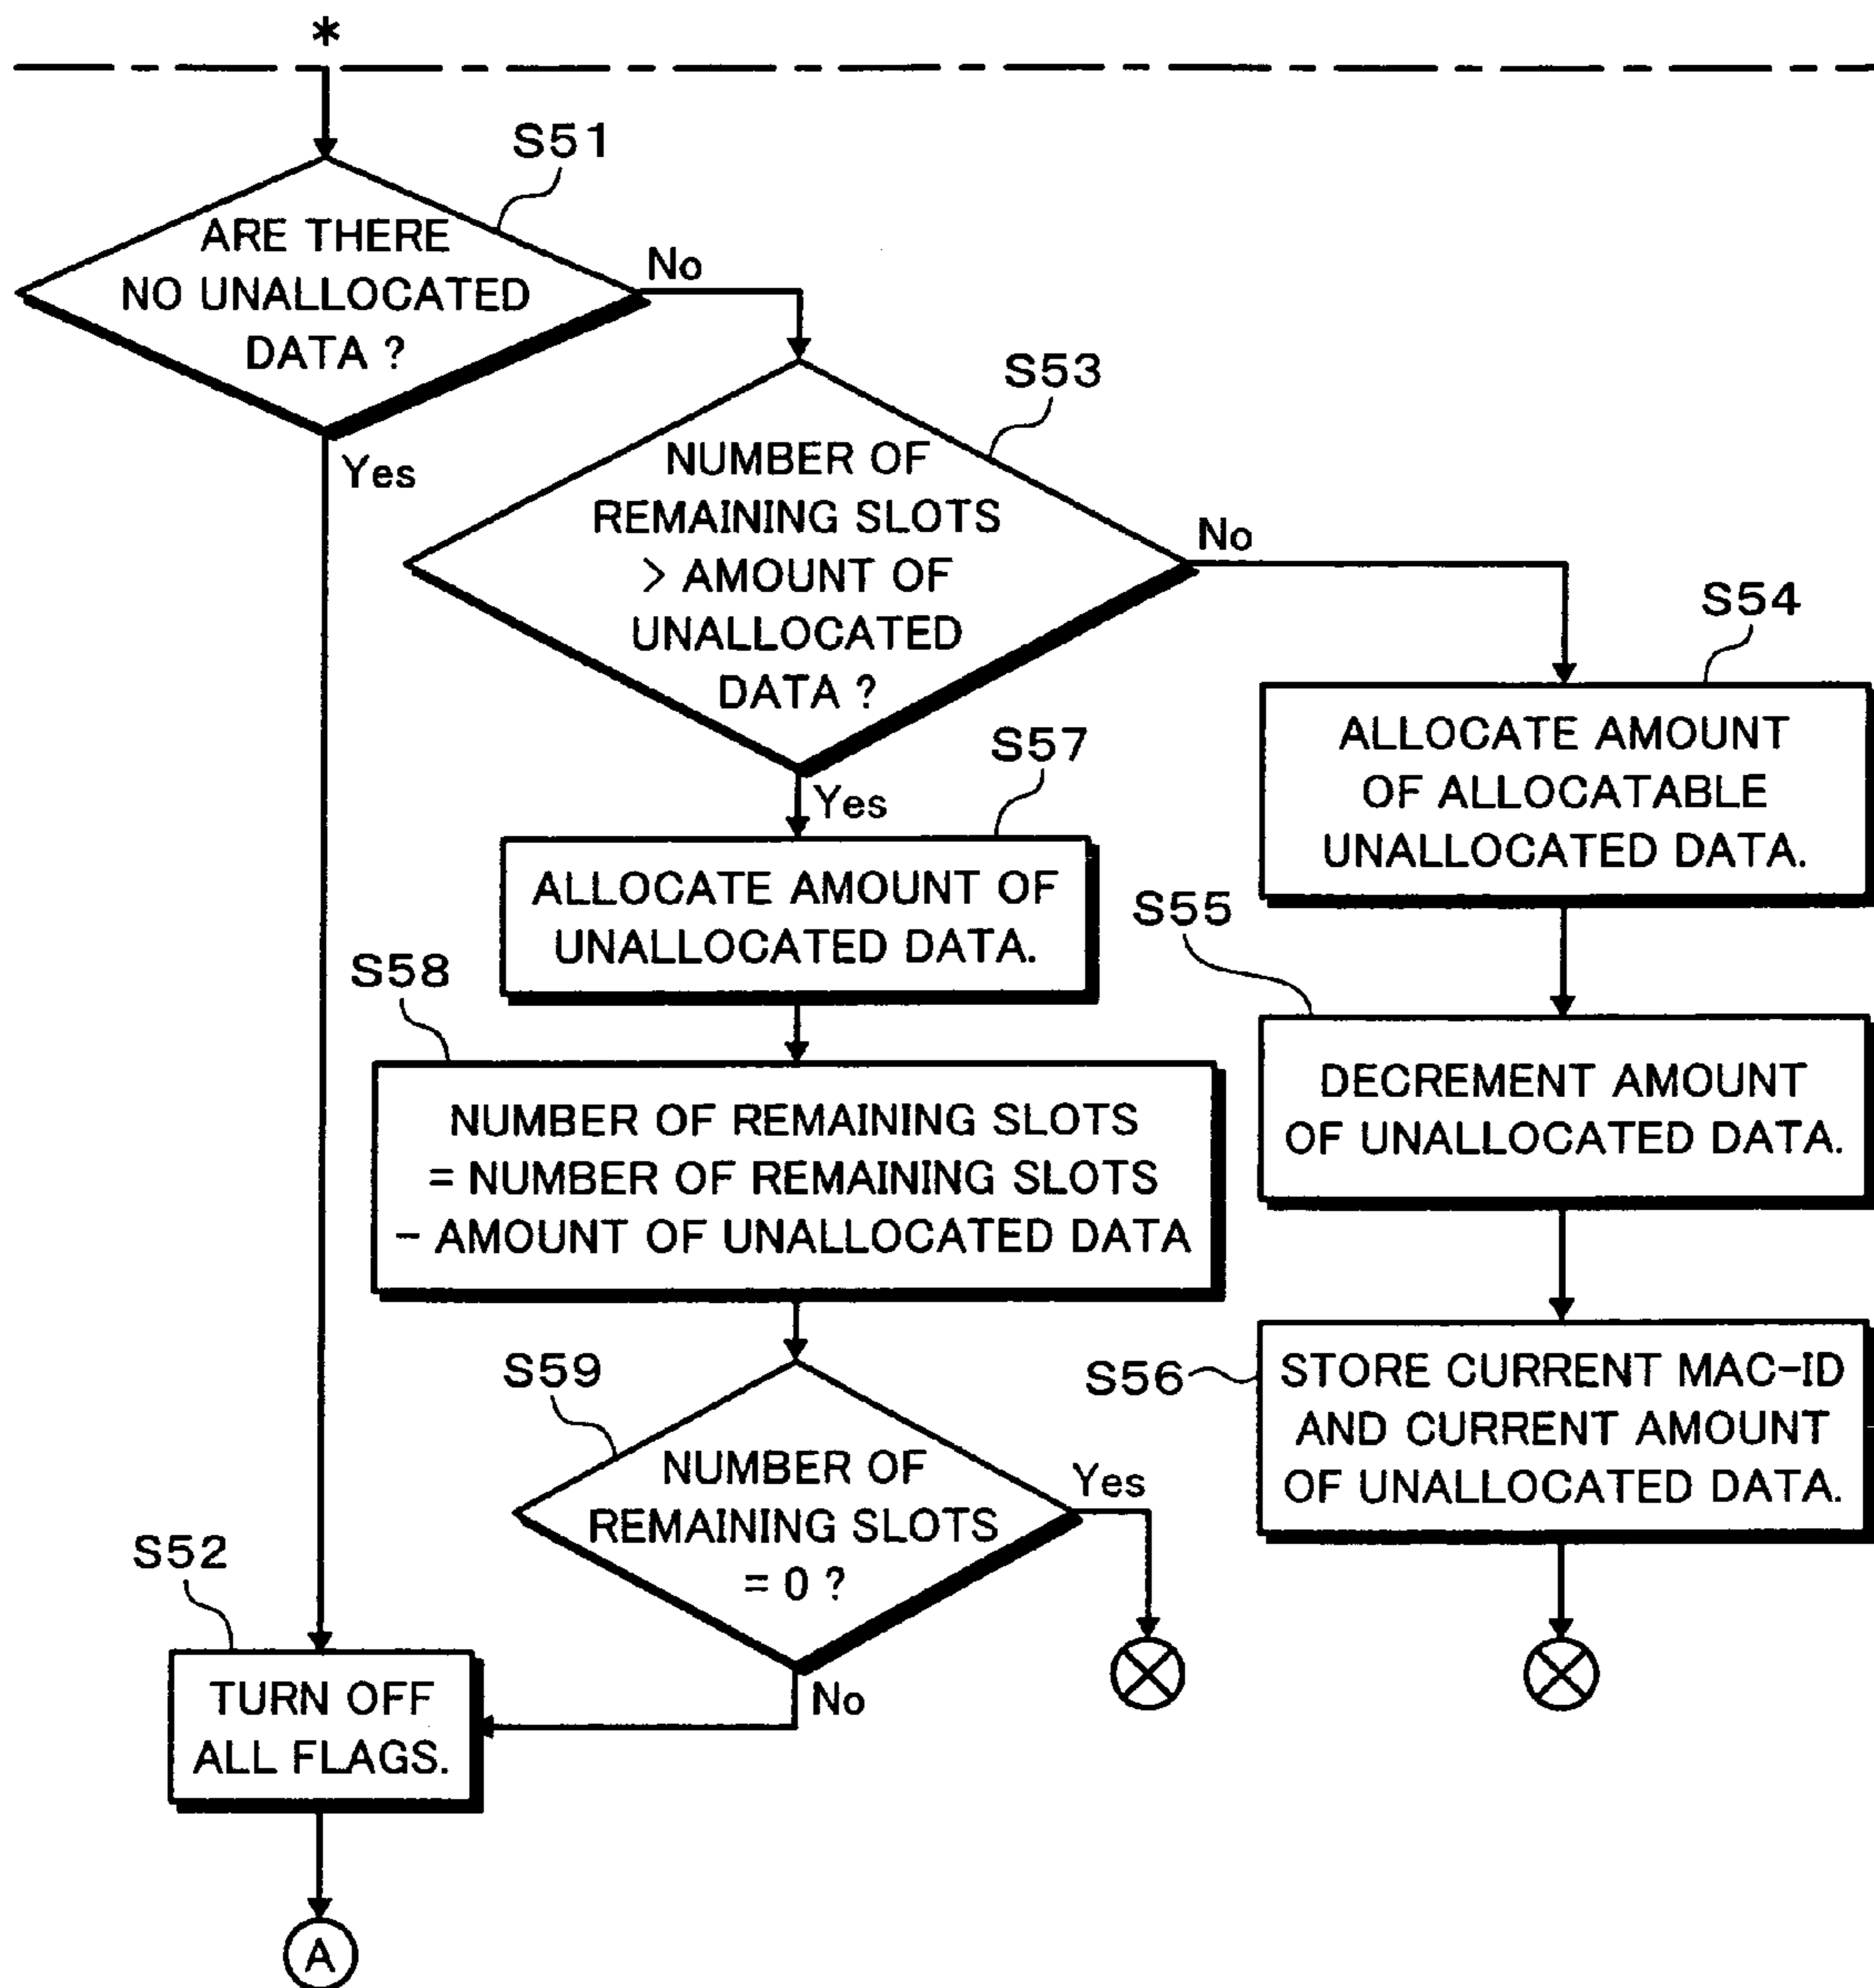 *
S51
ARE THERE
NO UNALLOCATED
DATA ?
No
Yes
S53
NUMBER OF
REMAINING SLOTS
> AMOUNT OF
UNALLOCATED
DATA ?
No
Yes
S54
ALLOCATE AMOUNT
OF ALLOCATABLE
UNALLOCATED DATA.
S57
ALLOCATE AMOUNT OF
UNALLOCATED DATA.
S55
DECREMENT AMOUNT
OF UNALLOCATED DATA.
S58
NUMBER OF REMAINING SLOTS
= NUMBER OF REMAINING SLOTS
- AMOUNT OF UNALLOCATED DATA
S56
STORE CURRENT MAC-ID
AND CURRENT AMOUNT
OF UNALLOCATED DATA.
S59
NUMBER OF
REMAINING SLOTS
= 0 ?
Yes
No
S52
TURN OFF
ALL FLAGS.
A